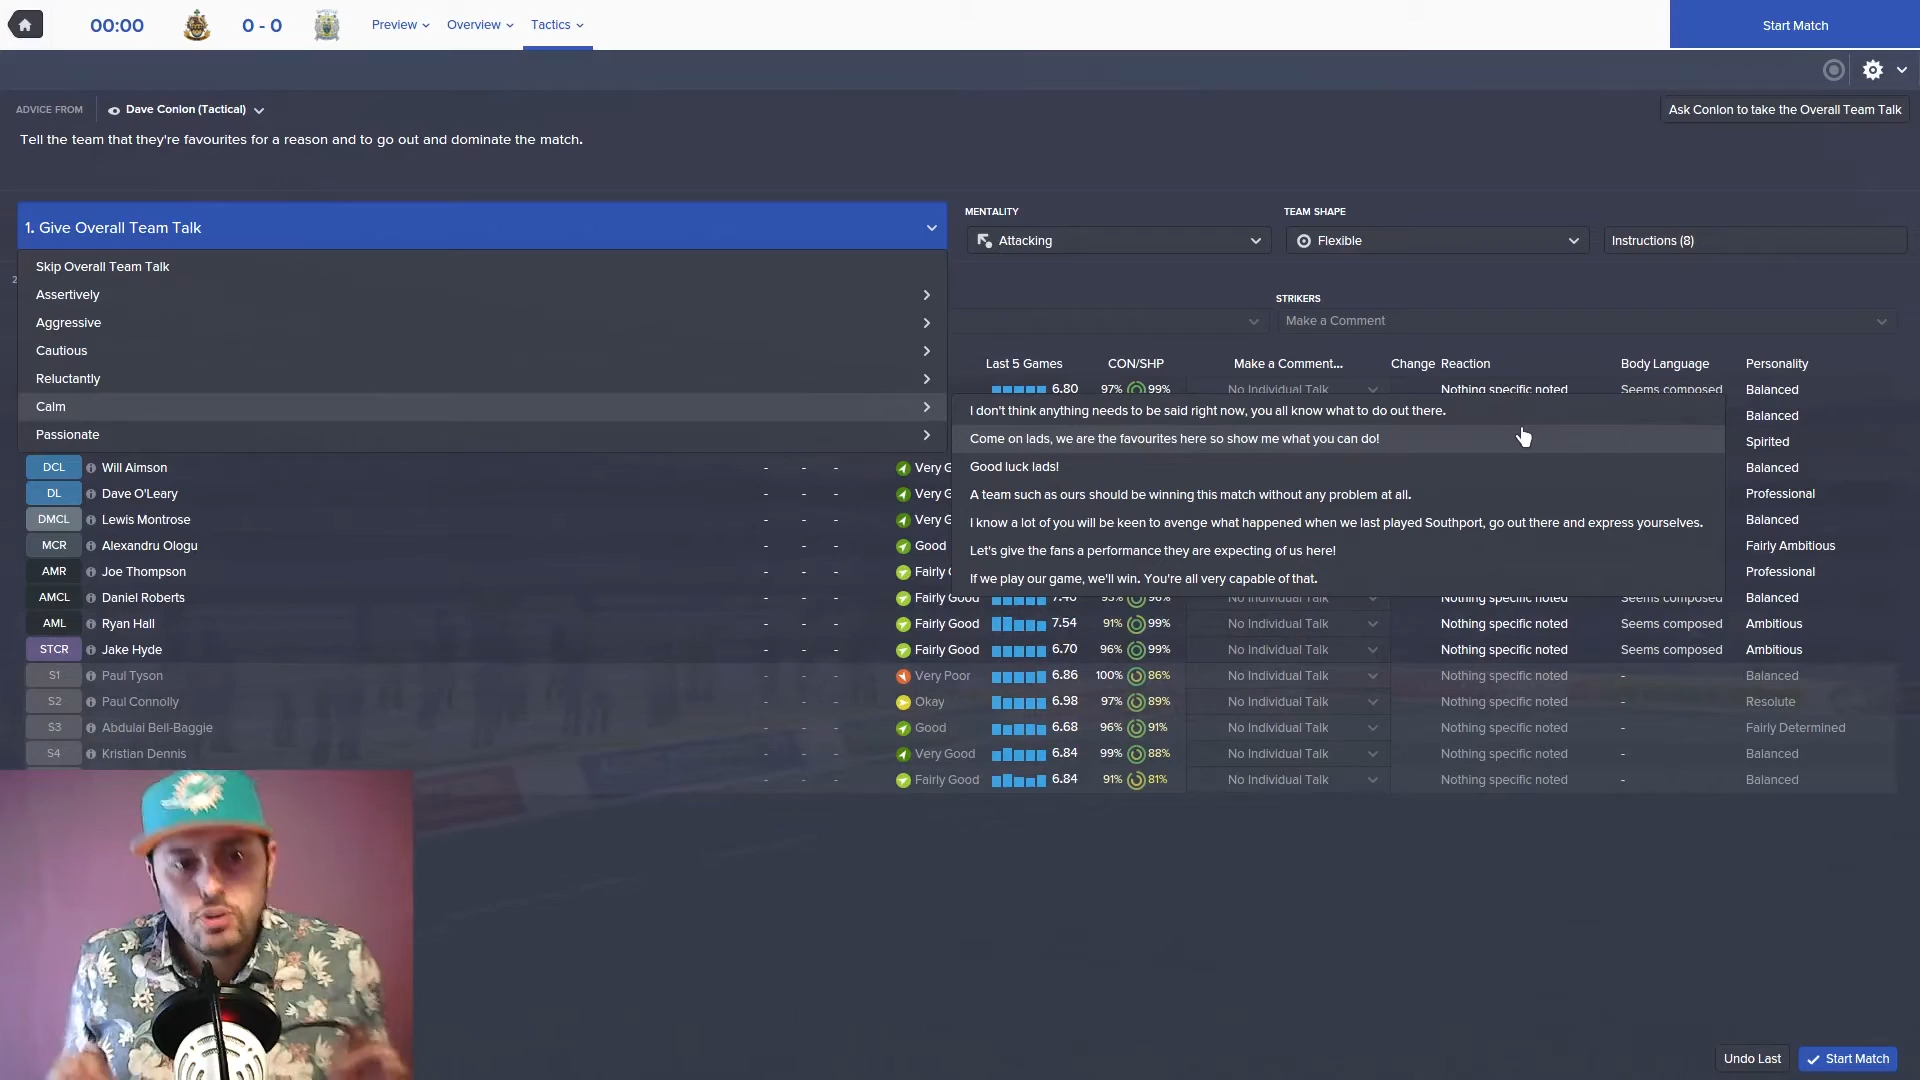 00:00 0 - 0 Preview Overview Tactics Start Match
ADVICE FROM Dave Conlon (Tactical) Ask Conlon to take the Overall Team Talk
Tell the team that they're favourites for a reason and to go out and dominate the match.
1. Give Overall Team Talk
MENTALITY TEAM SHAPE
Attacking Flexible Instructions (8)
Skip Overall Team Talk
2
Assertively
STRIKERS
Aggressive Make a Comment
Cautious
Last 5 Games CON/SHP Make a Comment... Change Reaction Body Language Personality
Reluctantly
6.80 97% 99% No Individual Talk Nothing specific noted Seems composed Balanced
Calm
I don't think anything needs to be said right now, you all know what to do out there. Balanced
Passionate
Come on lads, we are the favourites here so show me what you can do! Spirited
DCL Will Aimson - - - Very G Good luck lads! Balanced
DL Dave O'Leary - - - Very G A team such as ours should be winning this match without any problem at all. Professional
DMCL Lewis Montrose - - - Very G I know a lot of you will be keen to avenge what happened when we last played Southport, go out there and express yourselves. Balanced
MCR Alexandru Ologu - - - Good Let's give the fans a performance they are expecting of us here! Fairly Ambitious
AMR Joe Thompson - - - Fairly If we play our game, we'll win. You're all very capable of that. Professional
AMCL Daniel Roberts - - - Fairly Good 7.40 93% 96% No Individual Talk Nothing specific noted Seems composed Balanced
AML Ryan Hall - - - Fairly Good 7.54 91% 99% No Individual Talk Nothing specific noted Seems composed Ambitious
STCR Jake Hyde - - - Fairly Good 6.70 96% 99% No Individual Talk Nothing specific noted Seems composed Ambitious
S1 Paul Tyson - - - Very Poor 6.86 100% 86% No Individual Talk Nothing specific noted - Balanced
S2 Paul Connolly - - - Okay 6.98 97% 89% No Individual Talk Nothing specific noted - Resolute
S3 Abdulai Bell-Baggie - - - Good 6.68 96% 91% No Individual Talk Nothing specific noted - Fairly Determined
S4 Kristian Dennis - - - Very Good 6.84 99% 88% No Individual Talk Nothing specific noted - Balanced
- - - Fairly Good 6.84 91% 81% No Individual Talk Nothing specific noted - Balanced
Undo Last Start Match